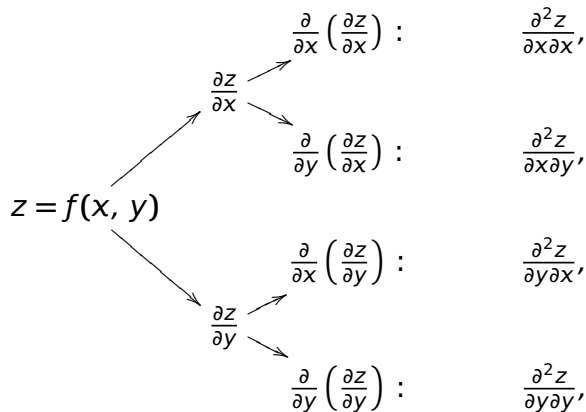 ∂/∂x (∂z/∂x) : ∂²z/∂x∂x,
∂z/∂x
∂/∂y (∂z/∂x) : ∂²z/∂x∂y,
z = f(x, y)
∂/∂x (∂z/∂y) : ∂²z/∂y∂x,
∂z/∂y
∂/∂y (∂z/∂y) : ∂²z/∂y∂y,